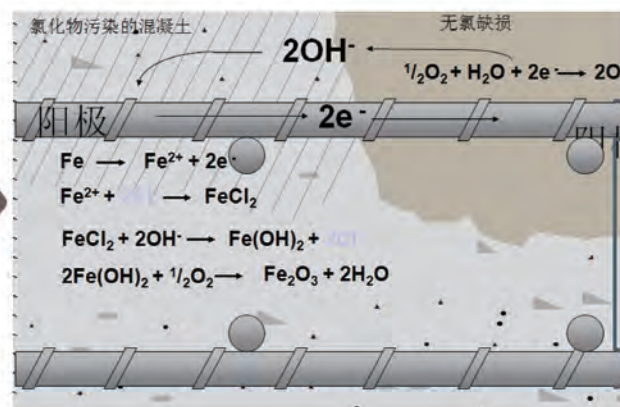 氯化物污染的混凝土
无氯缺损
2OH-
½O₂ + H₂O + 2e- → 2O
阳极
2e-
Fe → Fe²⁺ + 2e-
Fe²⁺ + → FeCl₂
FeCl₂ + 2OH- → Fe(OH)₂ +
2Fe(OH)₂ + ½O₂ → Fe₂O₃ + 2H₂O